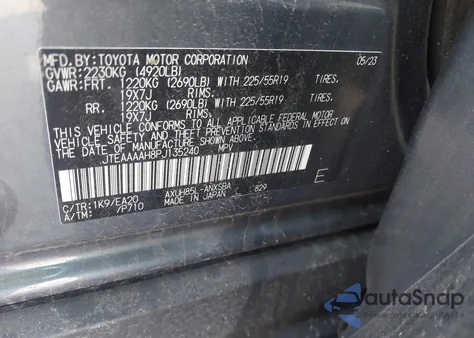 MFD.BY:TOYOTA MOTOR CORPORATION 05/23
GVWR:2230KG (4920LB)
GAWR:FRT. 1220KG (2690LB) WITH 225/55R19 TIRES.
19X7J RIMS.
RR. 1220KG (2690LB) WITH 225/55R19 TIRES.
19X7J RIMS.
THIS VEHICLE CONFORMS TO ALL APPLICABLE FEDERAL MOTOR
VEHICLE SAFETY AND THEFT PREVENTION STANDARDS IN EFFECT
ON THE DATE OF MANUFACTURE SHOWN ABOVE.
JTEAAAAH8PJ135240 MPV
AXUH85L-ANXSBA
C/TR:1K9/EA20 MADE IN JAPAN 829 E
A/TM: /P710
autaSnap